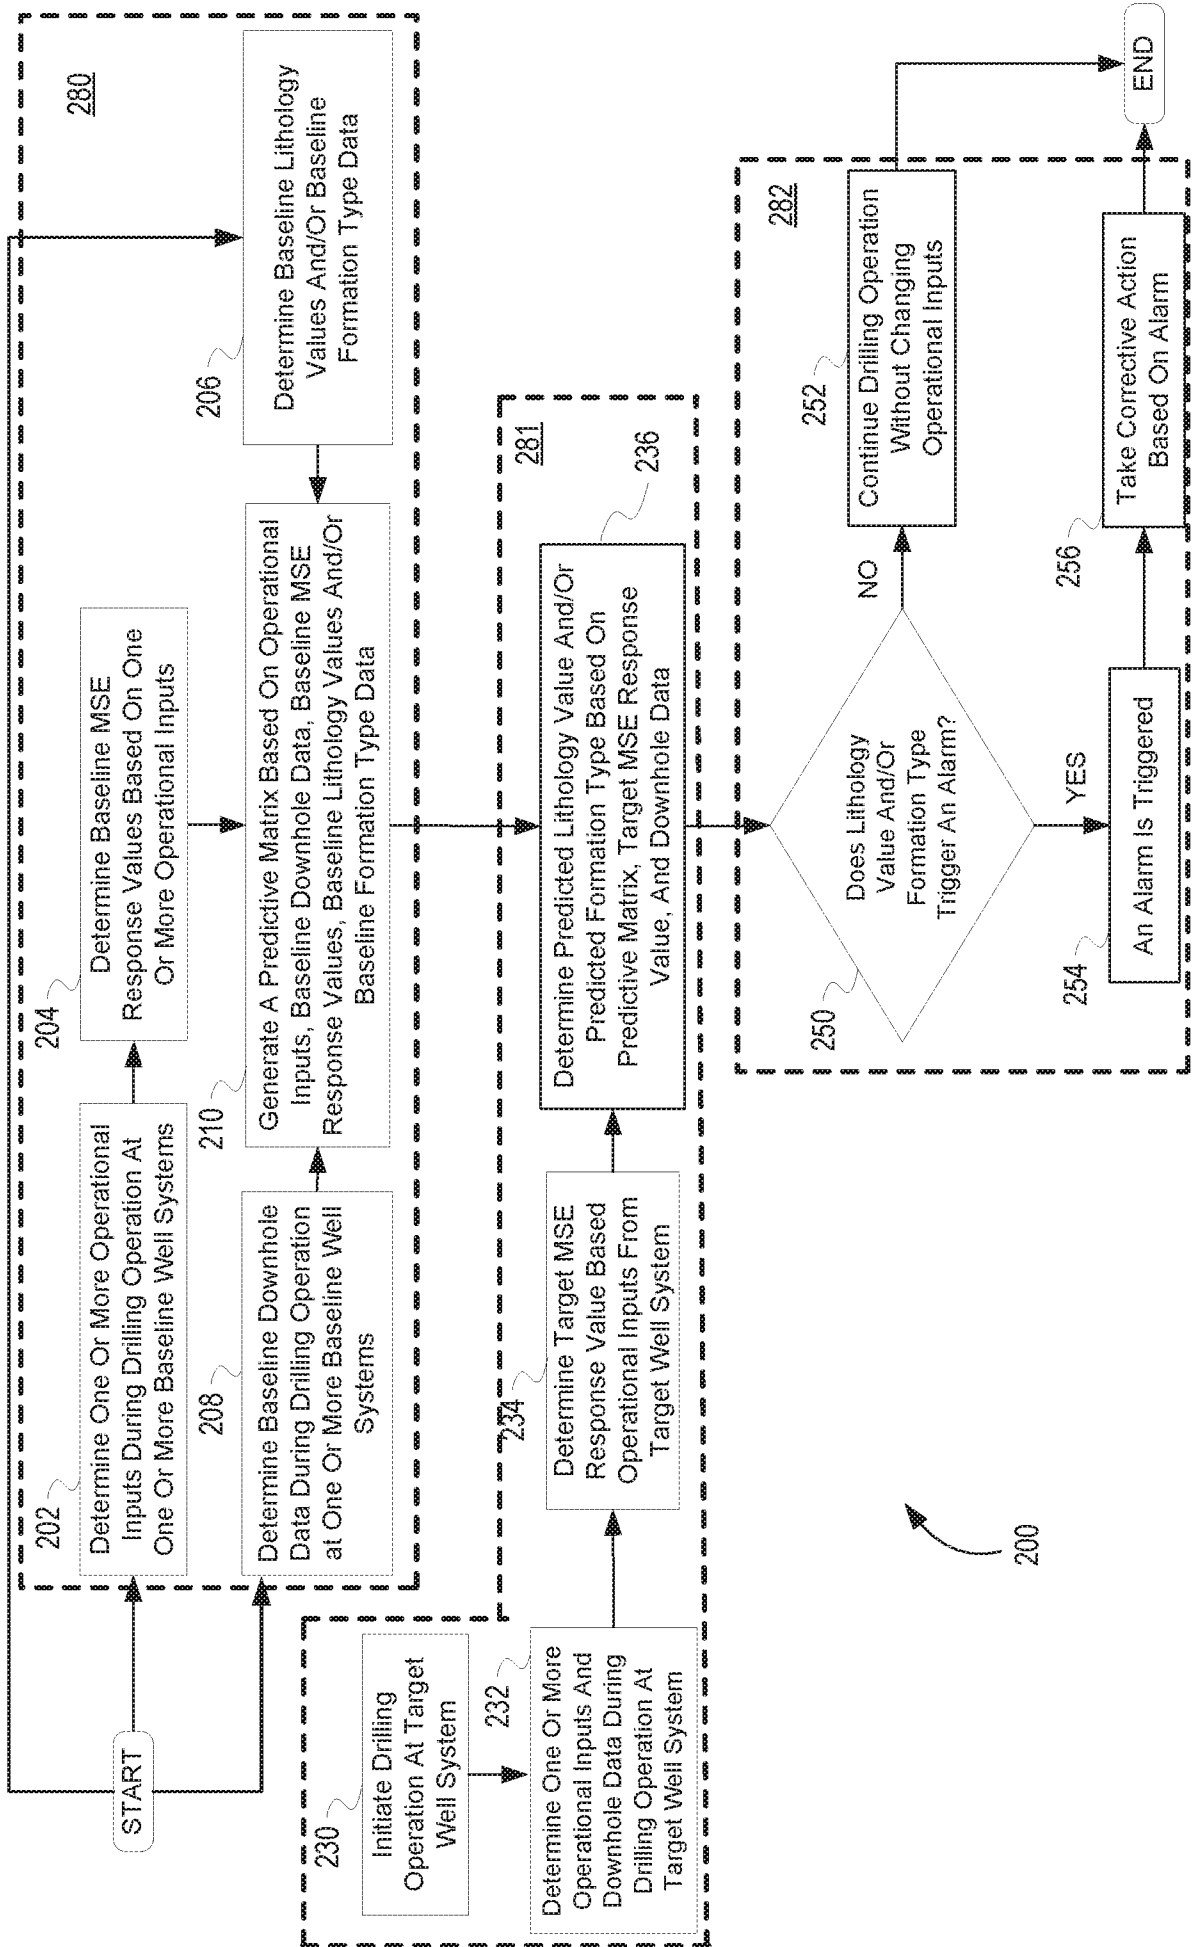 START
202
Determine One Or More Operational
Inputs During Drilling Operation At
One Or More Baseline Well Systems
204
Determine Baseline MSE
Response Values Based On One
Or More Operational Inputs
280
206
Determine Baseline Lithology
Values And/Or Baseline
Formation Type Data
208
Determine Baseline Downhole
Data During Drilling Operation
at One Or More Baseline Well
Systems
210
Generate A Predictive Matrix Based On Operational
Inputs, Baseline Downhole Data, Baseline MSE
Response Values, Baseline Lithology Values And/Or
Baseline Formation Type Data
230
Initiate Drilling
Operation At Target
Well System
232
Determine One Or More
Operational Inputs And
Downhole Data During
Drilling Operation At
Target Well System
234
Determine Target MSE
Response Value Based
Operational Inputs From
Target Well System
281
236
Determine Predicted Lithology Value And/Or
Predicted Formation Type Based On
Predictive Matrix, Target MSE Response
Value, And Downhole Data
282
250
Does Lithology
Value And/Or
Formation Type
Trigger An Alarm?
NO
252
Continue Drilling Operation
Without Changing
Operational Inputs
YES
254
An Alarm Is Triggered
256
Take Corrective Action
Based On Alarm
END
200